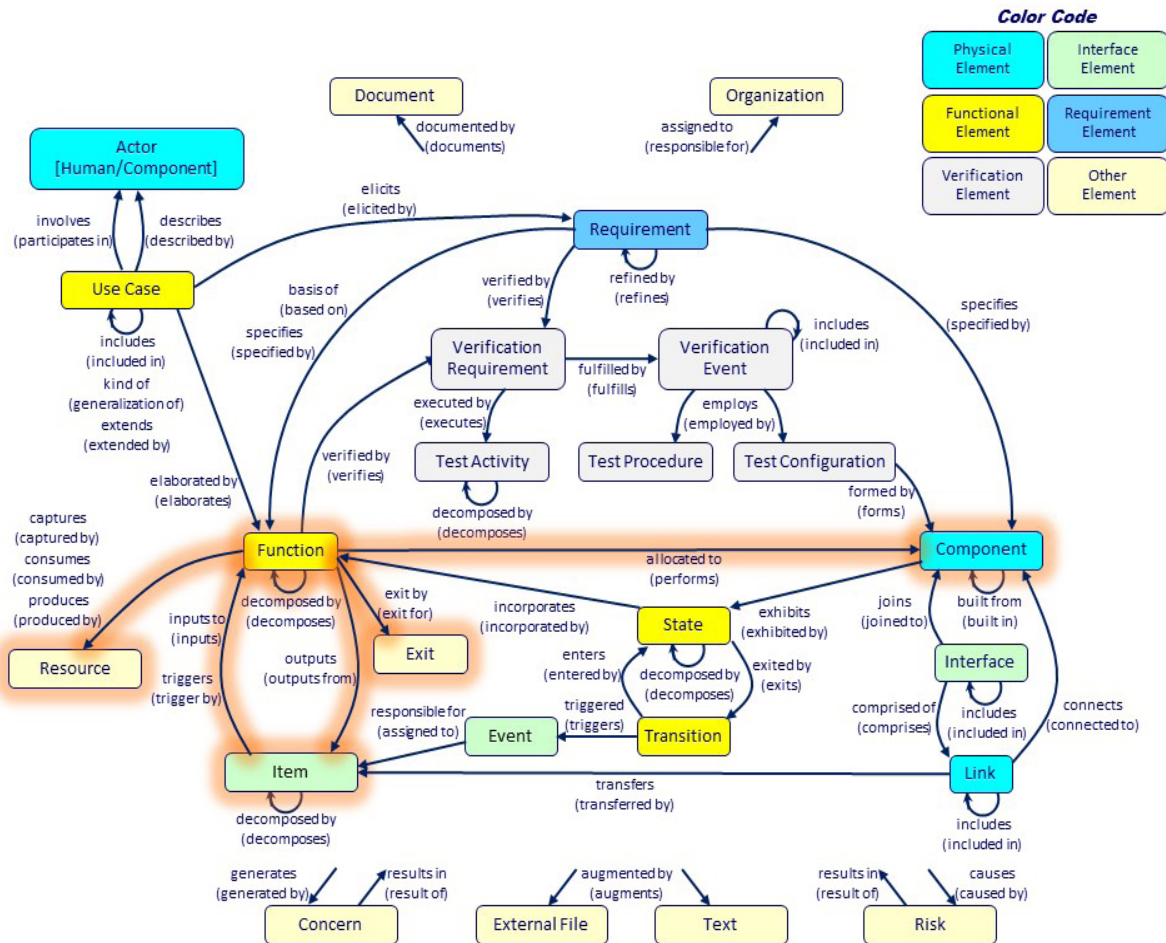 Color Code
Physical
Element
Interface
Element
Functional
Element
Requirement
Element
Verification
Element
Other
Element
Document
documented by
(documents)
Organization
assigned to
(responsible for)
Actor
[Human/Component]
involves
(participates in)
describes
(described by)
elicits
(elicited by)
Requirement
refined by
(refines)
Use Case
includes
(included in)
kind of
(generalization of)
extends
(extended by)
basis of
(based on)
specifies
(specified by)
verified by
(verifies)
specifies
(specified by)
Verification
Requirement
fulfilled by
(fulfills)
Verification
Event
includes
(included in)
executed by
(executes)
employs
(employed by)
Test Activity
Test Procedure
Test Configuration
decomposed by
(decomposes)
formed by
(forms)
verified by
(verifies)
elaborated by
(elaborates)
captures
(captured by)
consumes
(consumed by)
produces
(produced by)
Function
decomposed by
(decomposes)
allocated to
(performs)
Component
built from
(built in)
joins
(joined to)
exit by
(exit for)
incorporates
(incorporated by)
exhibits
(exhibited by)
inputs to
(inputs)
Resource
triggers
(trigger by)
outputs
(outputs from)
Exit
State
enters
(entered by)
decomposed by
(decomposes)
exited by
(exits)
Interface
includes
(included in)
comprised of
(comprises)
connects
(connected to)
responsible for
(assigned to)
Event
triggered
(triggers)
Transition
Item
decomposed by
(decomposes)
transfers
(transferred by)
Link
includes
(included in)
generates
(generated by)
results in
(result of)
Concern
augmented by
(augments)
External File
Text
results in
(result of)
causes
(caused by)
Risk